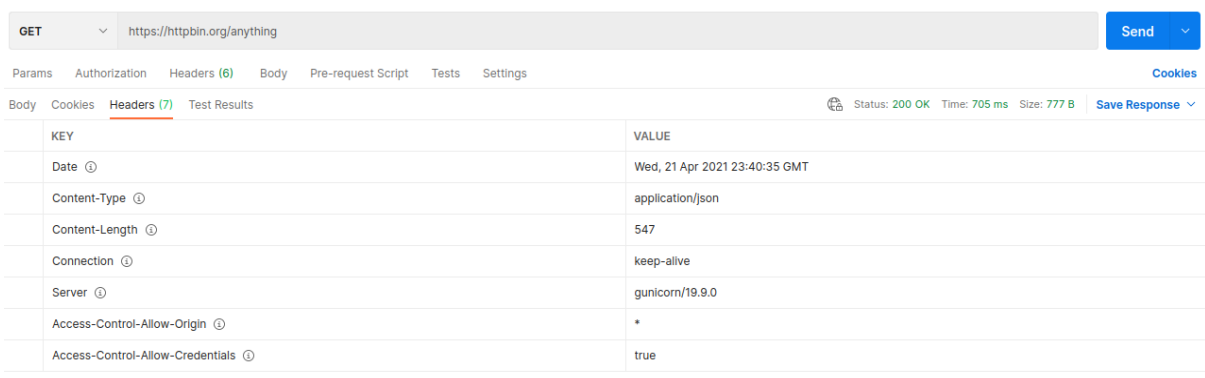 GET https://httpbin.org/anything Send
Params Authorization Headers (6) Body Pre-request Script Tests Settings Cookies
Body Cookies Headers (7) Test Results Status: 200 OK Time: 705 ms Size: 777 B Save Response
KEY VALUE
Date Wed, 21 Apr 2021 23:40:35 GMT
Content-Type application/json
Content-Length 547
Connection keep-alive
Server gunicorn/19.9.0
Access-Control-Allow-Origin *
Access-Control-Allow-Credentials true